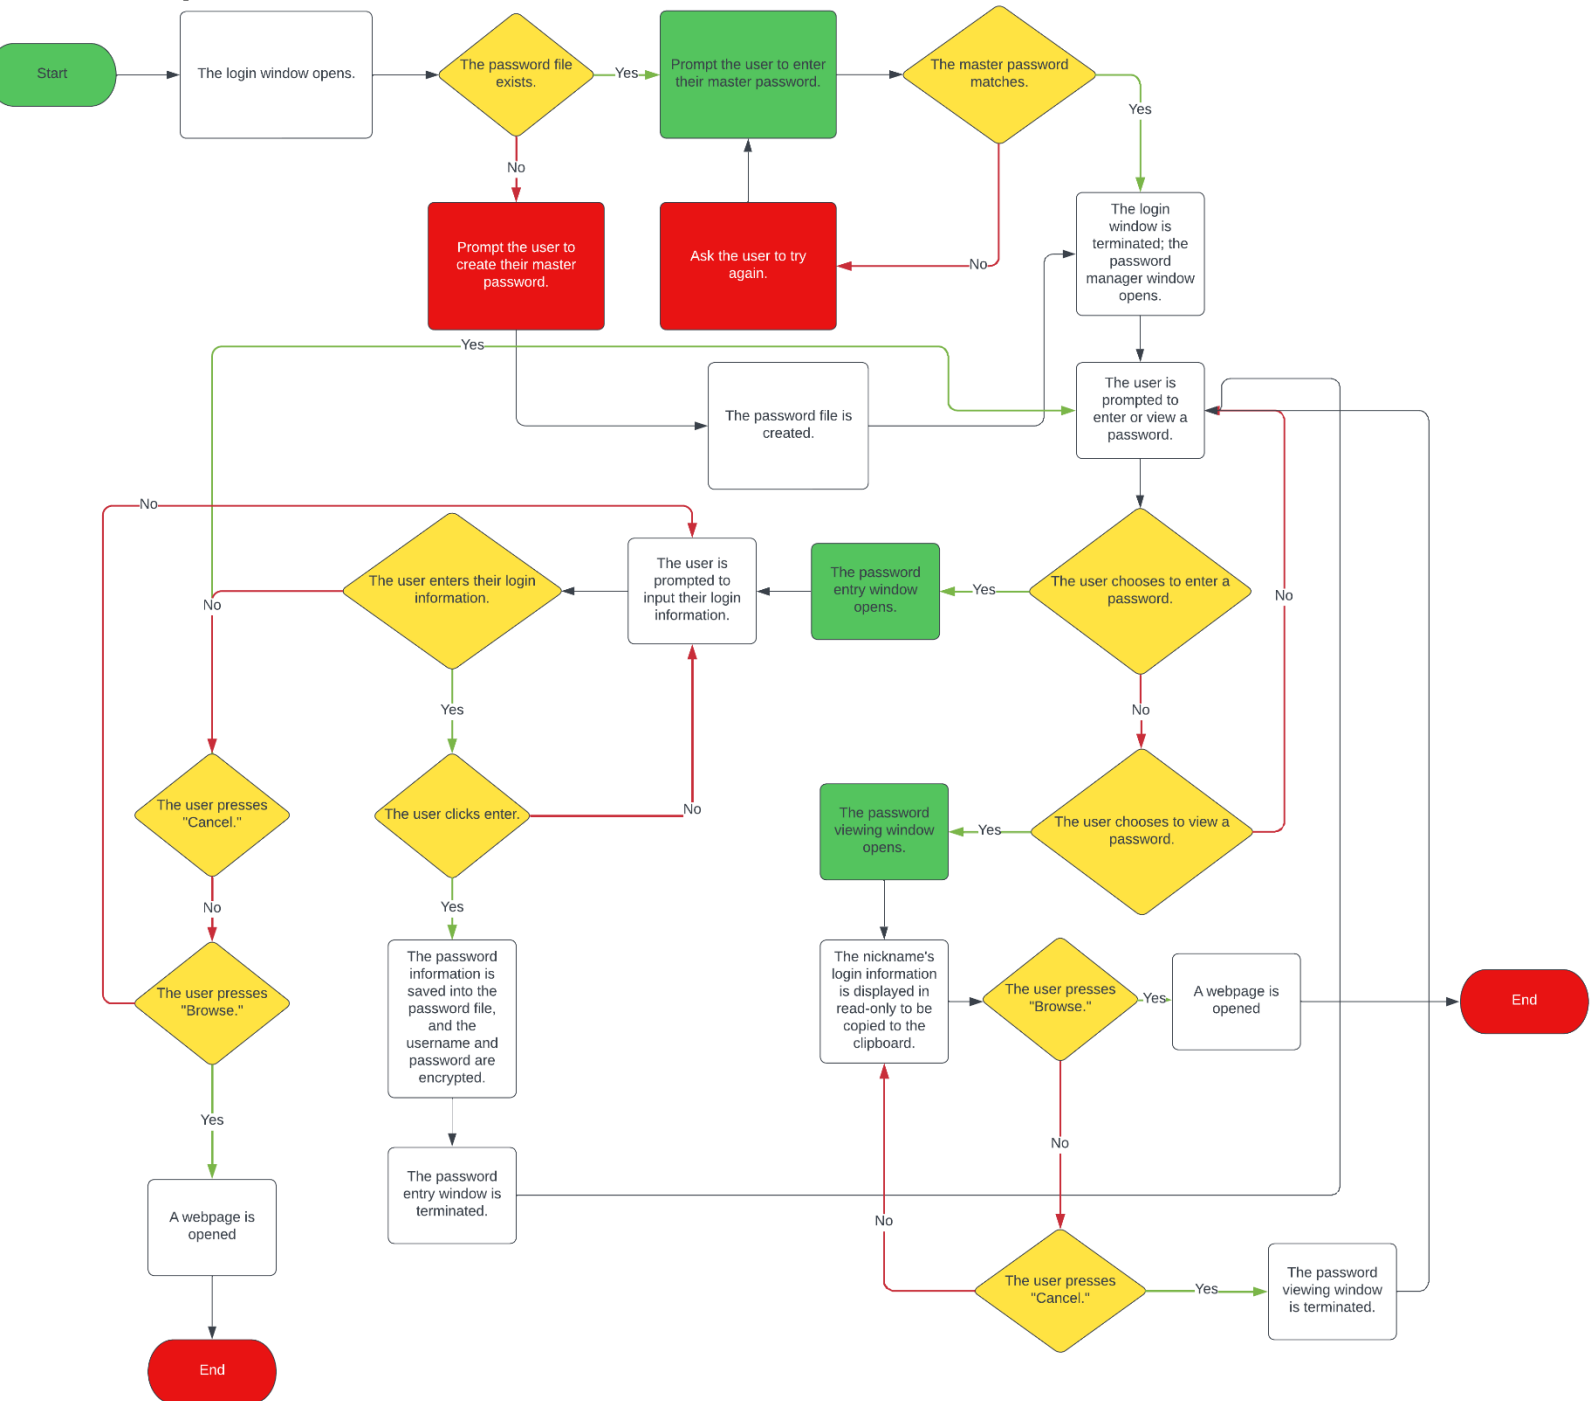 Start
The login window opens.
The password file
exists.
Yes
Prompt the user to enter
their master password.
The master password
matches.
Yes
No
Prompt the user to
create their master
password.
Ask the user to try
again.
No
The login
window is
terminated; the
password
manager window
opens.
Yes
The password file is
created.
The user is
prompted to
enter or view a
password.
No
The user enters their login
information.
The user is
prompted to
input their login
information.
The password
entry window
opens.
Yes
The user chooses to enter a
password.
No
No
Yes
No
The user presses
"Cancel."
The user clicks enter.
No
The password
viewing window
opens.
Yes
The user chooses to view a
password.
No
Yes
The user presses
"Browse."
The password
information is
saved into the
password file,
and the
username and
password are
encrypted.
The nickname's
login information
is displayed in
read-only to be
copied to the
clipboard.
The user presses
"Browse."
Yes
A webpage is
opened
End
Yes
No
The password
entry window is
terminated.
No
A webpage is
opened
The user presses
"Cancel."
Yes
The password
viewing window
is terminated.
End